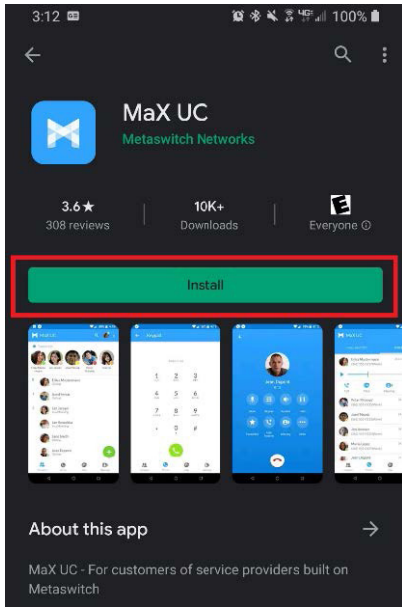 3:12
4G 100%
MaX UC
Metaswitch Networks
3.6★
10K+
E
308 reviews
Downloads
Everyone
Install
About this app
MaX UC - For customers of service providers built on
Metaswitch